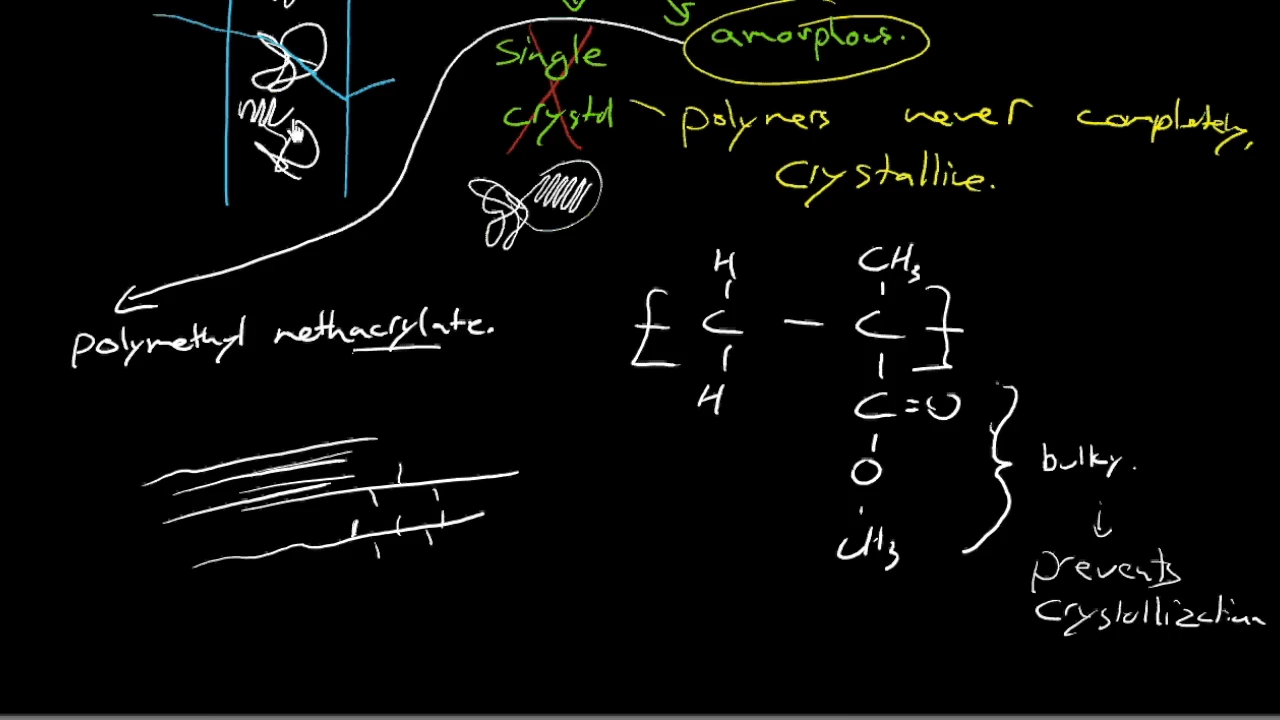 amorphous.
Single
crystal
polymers never completely,
Crystalline.
polymethyl methacrylate.
H CH3
C — C
H C=O
O
CH3
bulky.
prevents
crystallization